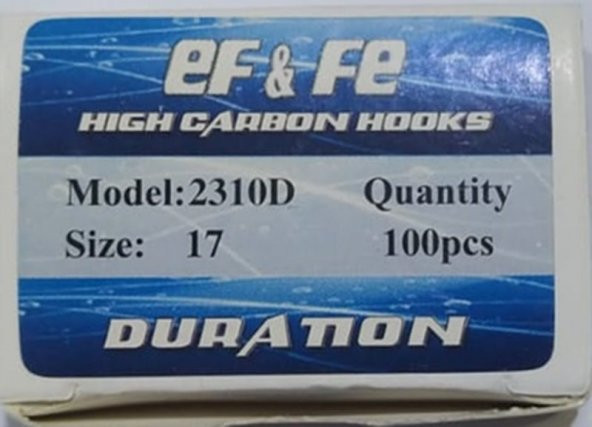 EF & FE
HIGH CARBON HOOKS
Model:2310D Quantity
Size: 17 100pcs
DURATION